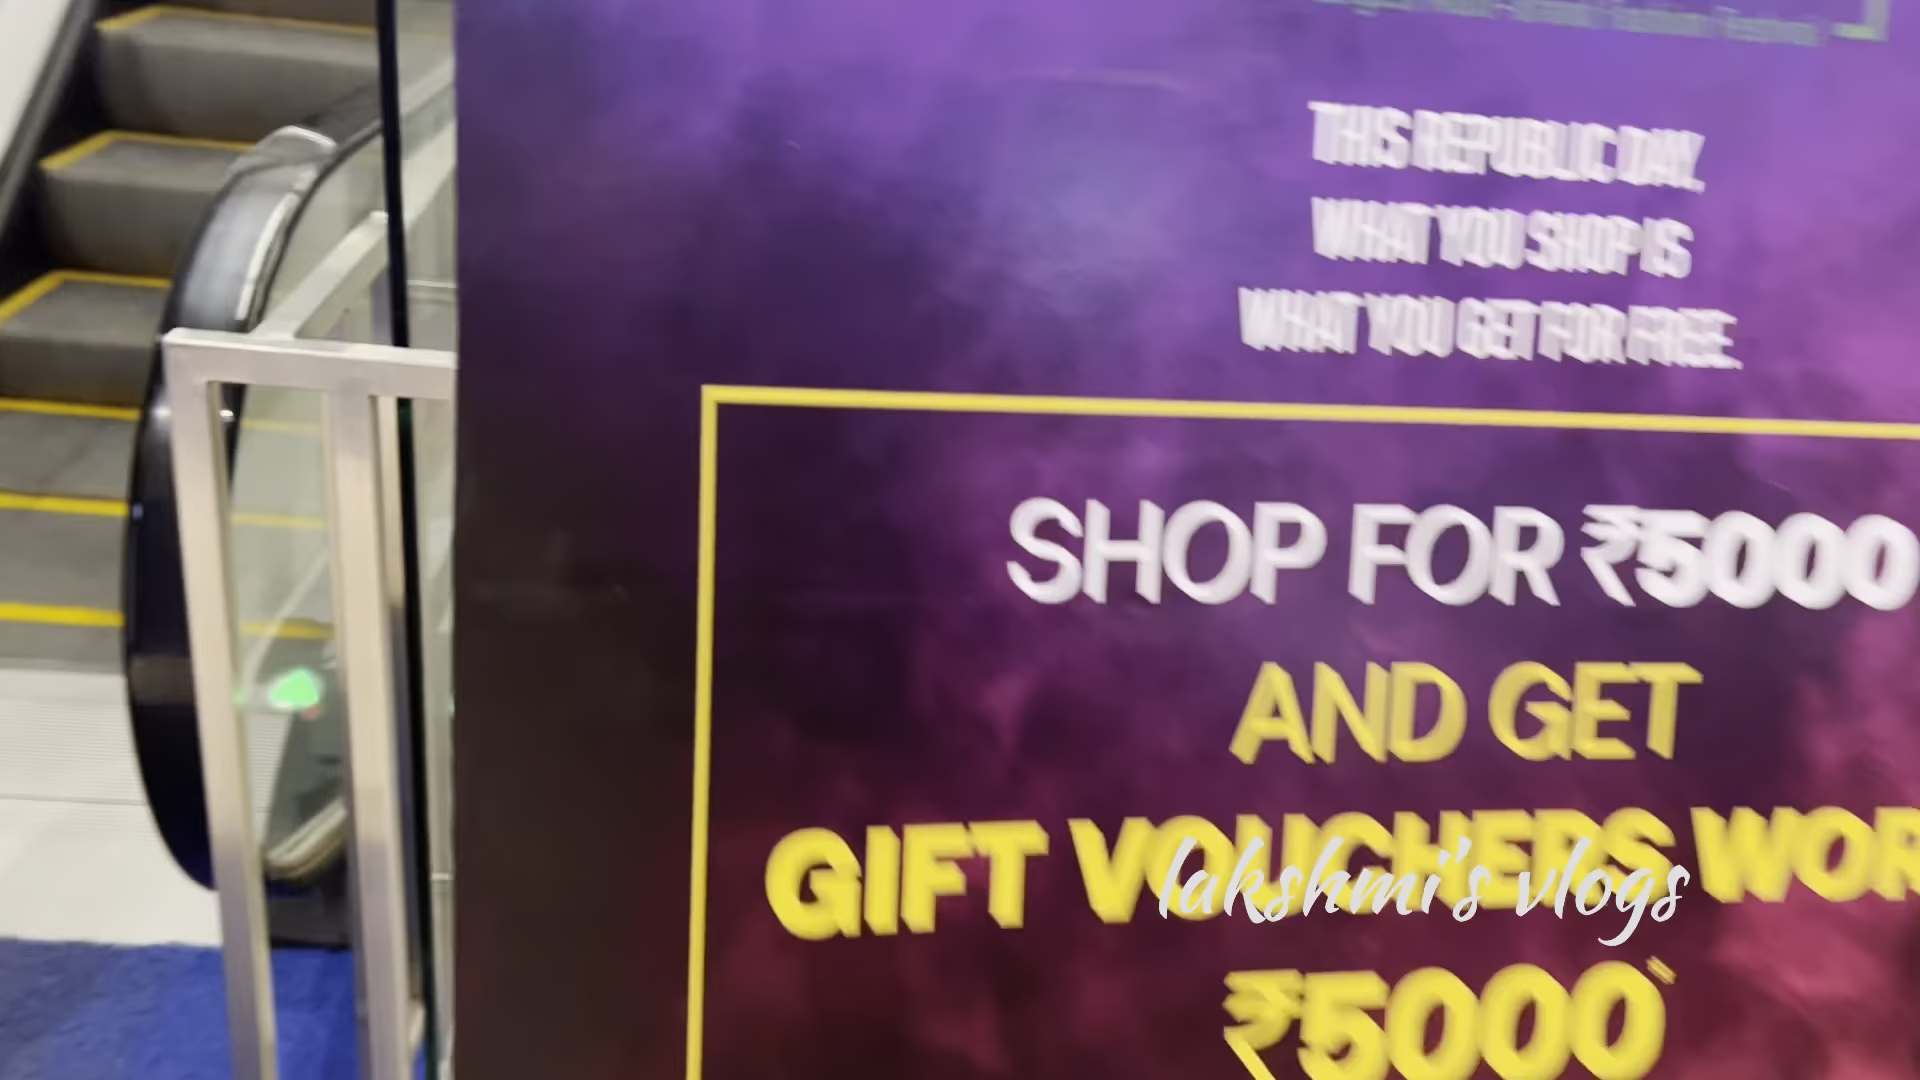 THIS REPUBLIC DAY,
WHAT YOU SHOP IS
WHAT YOU GET FOR FREE.
SHOP FOR ₹5000
AND GET
GIFT VOUCHERS WOR
lakshmi's vlogs
₹5000*